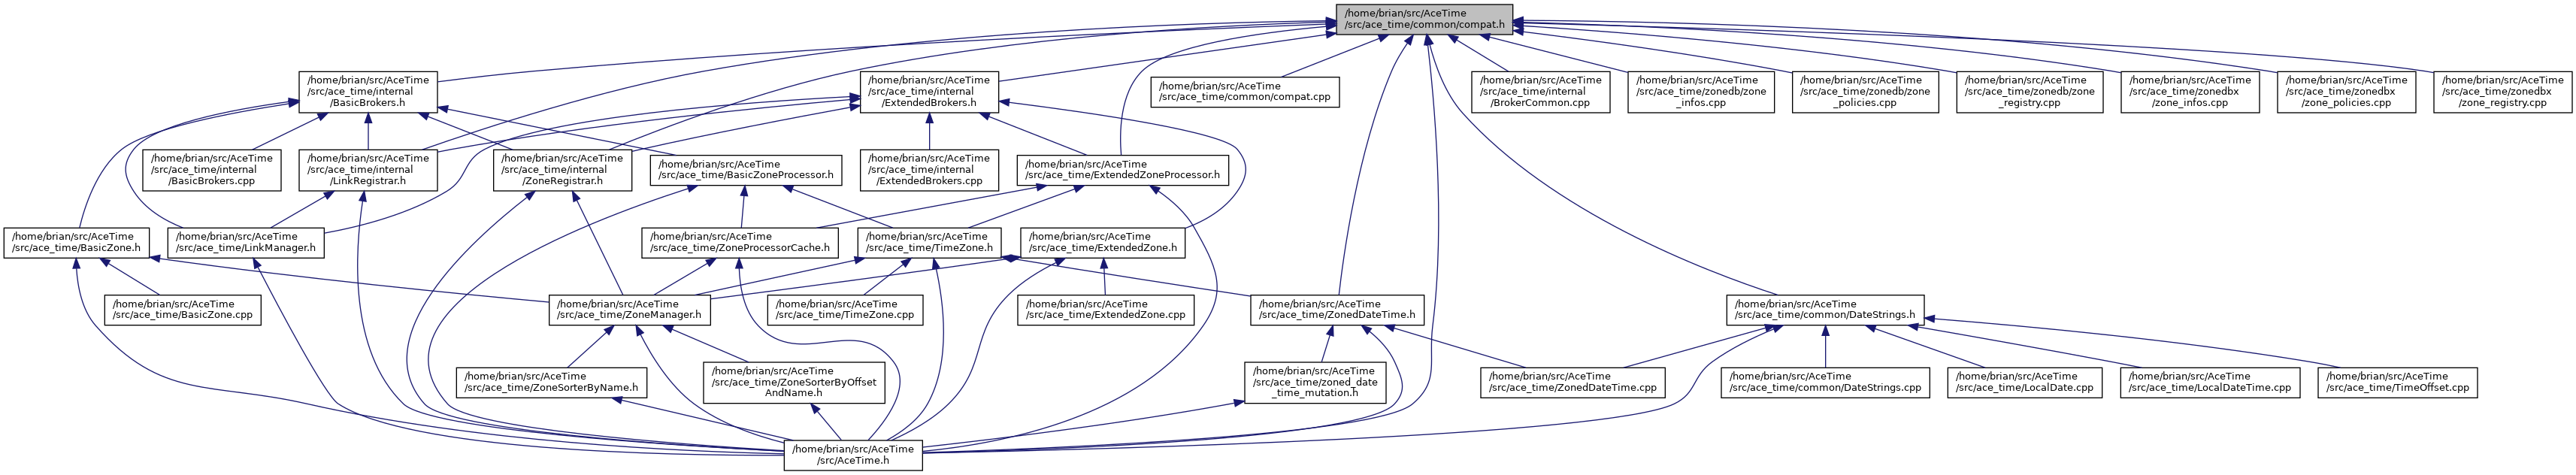 /home/brian/src/AceTime
/src/ace_time/common/compat.h
/home/brian/src/AceTime
/src/ace_time/internal
/BasicBrokers.h
/home/brian/src/AceTime
/src/ace_time/internal
/ExtendedBrokers.h
/home/brian/src/AceTime
/src/ace_time/common/compat.cpp
/home/brian/src/AceTime
/src/ace_time/internal
/BrokerCommon.cpp
/home/brian/src/AceTime
/src/ace_time/zonedb/zone
_infos.cpp
/home/brian/src/AceTime
/src/ace_time/zonedb/zone
_policies.cpp
/home/brian/src/AceTime
/src/ace_time/zonedb/zone
_registry.cpp
/home/brian/src/AceTime
/src/ace_time/zonedbx
/zone_infos.cpp
/home/brian/src/AceTime
/src/ace_time/zonedbx
/zone_policies.cpp
/home/brian/src/AceTime
/src/ace_time/zonedbx
/zone_registry.cpp
/home/brian/src/AceTime
/src/ace_time/internal
/BasicBrokers.cpp
/home/brian/src/AceTime
/src/ace_time/internal
/LinkRegistrar.h
/home/brian/src/AceTime
/src/ace_time/internal
/ZoneRegistrar.h
/home/brian/src/AceTime
/src/ace_time/BasicZoneProcessor.h
/home/brian/src/AceTime
/src/ace_time/internal
/ExtendedBrokers.cpp
/home/brian/src/AceTime
/src/ace_time/ExtendedZoneProcessor.h
/home/brian/src/AceTime
/src/ace_time/BasicZone.h
/home/brian/src/AceTime
/src/ace_time/LinkManager.h
/home/brian/src/AceTime
/src/ace_time/ZoneProcessorCache.h
/home/brian/src/AceTime
/src/ace_time/TimeZone.h
/home/brian/src/AceTime
/src/ace_time/ExtendedZone.h
/home/brian/src/AceTime
/src/ace_time/BasicZone.cpp
/home/brian/src/AceTime
/src/ace_time/ZoneManager.h
/home/brian/src/AceTime
/src/ace_time/TimeZone.cpp
/home/brian/src/AceTime
/src/ace_time/ExtendedZone.cpp
/home/brian/src/AceTime
/src/ace_time/ZonedDateTime.h
/home/brian/src/AceTime
/src/ace_time/common/DateStrings.h
/home/brian/src/AceTime
/src/ace_time/ZoneSorterByName.h
/home/brian/src/AceTime
/src/ace_time/ZoneSorterByOffset
AndName.h
/home/brian/src/AceTime
/src/ace_time/zoned_date
_time_mutation.h
/home/brian/src/AceTime
/src/ace_time/ZonedDateTime.cpp
/home/brian/src/AceTime
/src/ace_time/common/DateStrings.cpp
/home/brian/src/AceTime
/src/ace_time/LocalDate.cpp
/home/brian/src/AceTime
/src/ace_time/LocalDateTime.cpp
/home/brian/src/AceTime
/src/ace_time/TimeOffset.cpp
/home/brian/src/AceTime
/src/AceTime.h